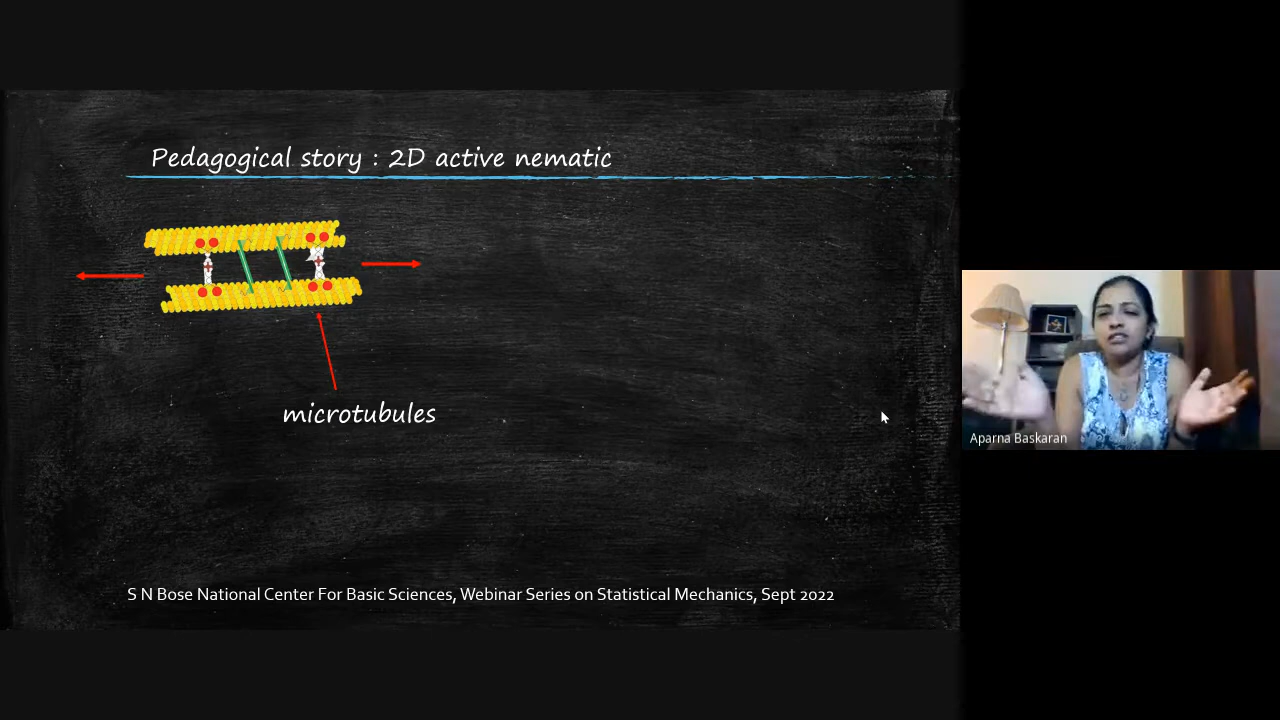 Pedagogical story : 2D active nematic
microtubules
S N Bose National Center For Basic Sciences, Webinar Series on Statistical Mechanics, Sept 2022
Aparna Baskaran